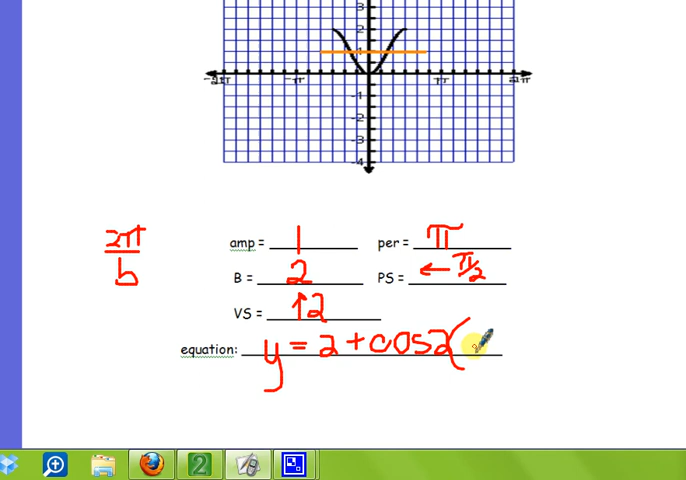 3
2
1
-2π -π π 2π
-1
-2
-3
-4
2π/b
amp = 1 per = π
B = 2 PS = ← π/2
VS = ↑2
equation: y = 2 + cos2(
2